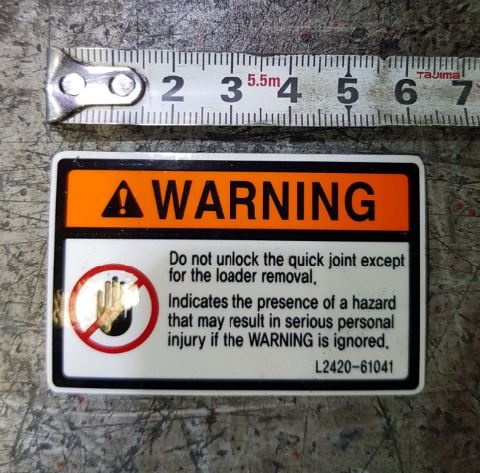 2 3 5.5m 4 5 6 Tajima 7
WARNING
Do not unlock the quick joint except
for the loader removal.
Indicates the presence of a hazard
that may result in serious personal
injury if the WARNING is ignored.
L2420-61041